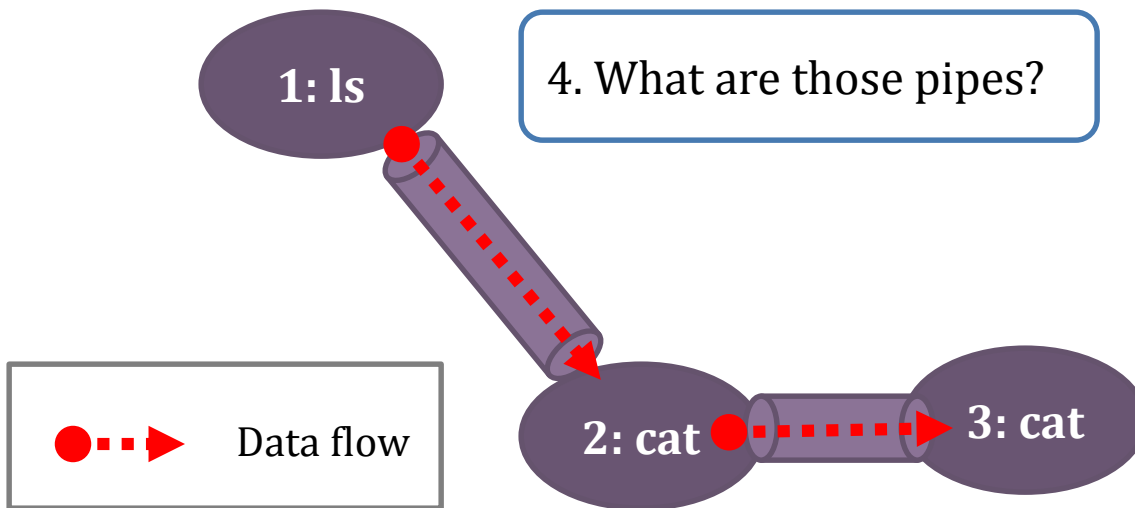 1: ls
4. What are those pipes?
2: cat
3: cat
Data flow